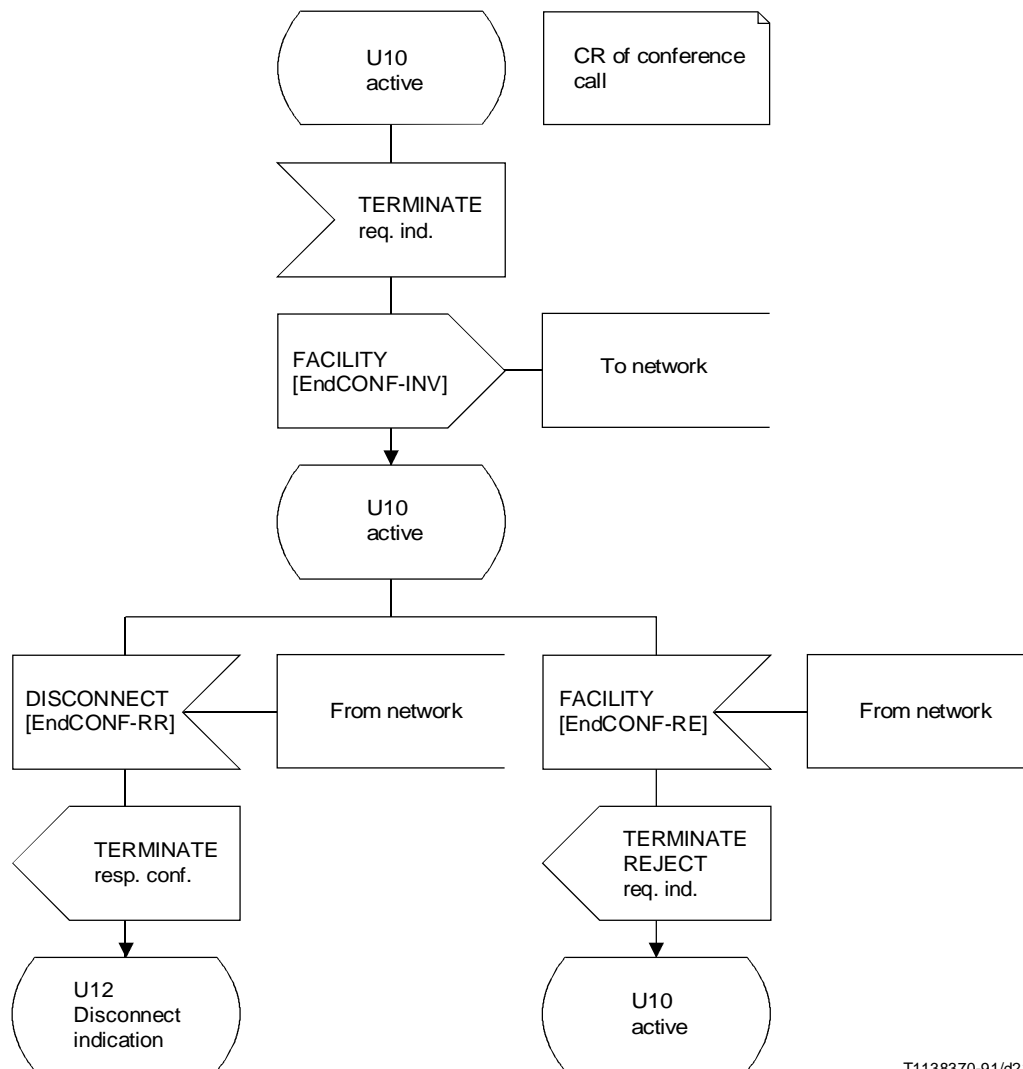 U10
active
CR of conference
call
TERMINATE
req. ind.
FACILITY
[EndCONF-INV]
To network
U10
active
DISCONNECT
[EndCONF-RR]
From network
FACILITY
[EndCONF-RE]
From network
TERMINATE
resp. conf.
TERMINATE
REJECT
req. ind.
U12
Disconnect
indication
U10
active
T1138370-91/d2